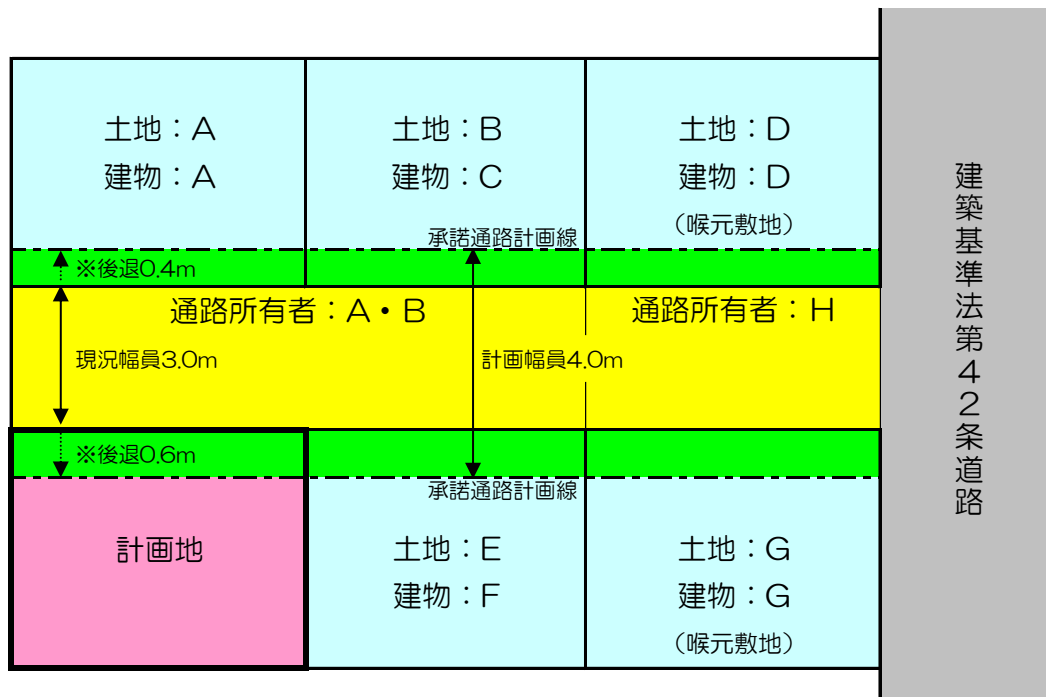 土地：A
建物：A
土地：B
建物：C
土地：D
建物：D
（喉元敷地）
承諾通路計画線
※後退0.4m
通路所有者：A・B
通路所有者：H
現況幅員3.0m
計画幅員4.0m
※後退0.6m
承諾通路計画線
計画地
土地：E
建物：F
土地：G
建物：G
（喉元敷地）
建築基準法第４２条道路